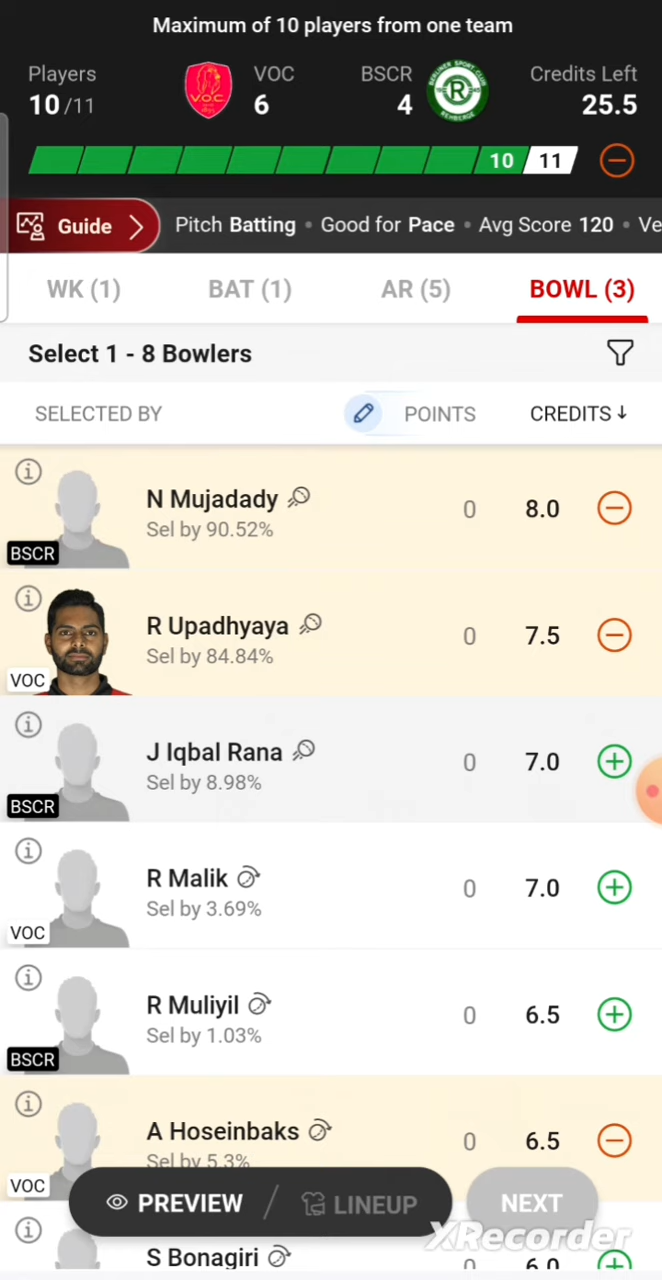 Maximum of 10 players from one team
Players
10/11
VOC
6
BSCR
4
Credits Left
25.5
10
11
Guide
Pitch Batting • Good for Pace • Avg Score 120 • Ve
WK (1)
BAT (1)
AR (5)
BOWL (3)
Select 1 - 8 Bowlers
SELECTED BY
POINTS
CREDITS↓
N Mujadady
Sel by 90.52%
0
8.0
BSCR
R Upadhyaya
Sel by 84.84%
0
7.5
VOC
J Iqbal Rana
Sel by 8.98%
0
7.0
BSCR
R Malik
Sel by 3.69%
0
7.0
VOC
R Muliyil
Sel by 1.03%
0
6.5
BSCR
A Hoseinbaks
Sel by 5.3%
0
6.5
VOC
PREVIEW / LINEUP
NEXT
XRecorder
S Bonagiri
0
6.0